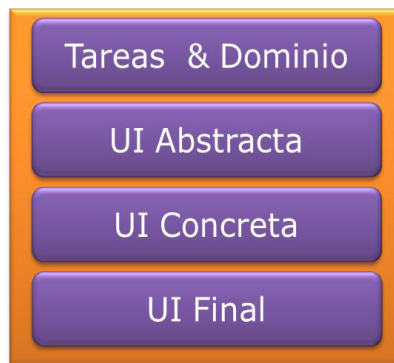 Tareas & Dominio
UI Abstracta
UI Concreta
UI Final